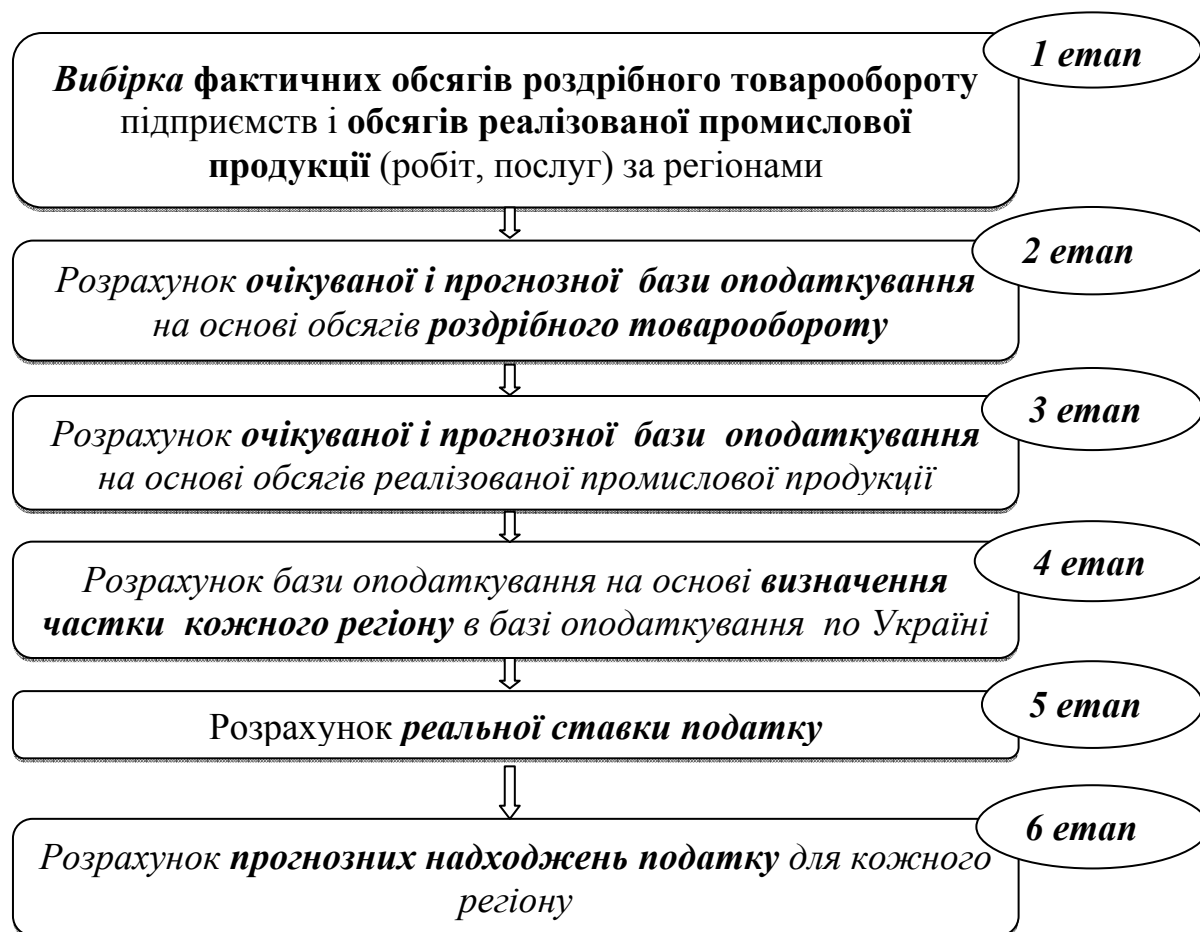 1 етап
Вибірка фактичних обсягів роздрібного товарообороту
підприємств і обсягів реалізованої промислової
продукції (робіт, послуг) за регіонами
2 етап
Розрахунок очікуваної і прогнозної бази оподаткування
на основі обсягів роздрібного товарообороту
3 етап
Розрахунок очікуваної і прогнозної бази оподаткування
на основі обсягів реалізованої промислової продукції
4 етап
Розрахунок бази оподаткування на основі визначення
частки кожного регіону в базі оподаткування по Україні
5 етап
Розрахунок реальної ставки податку
6 етап
Розрахунок прогнозних надходжень податку для кожного
регіону